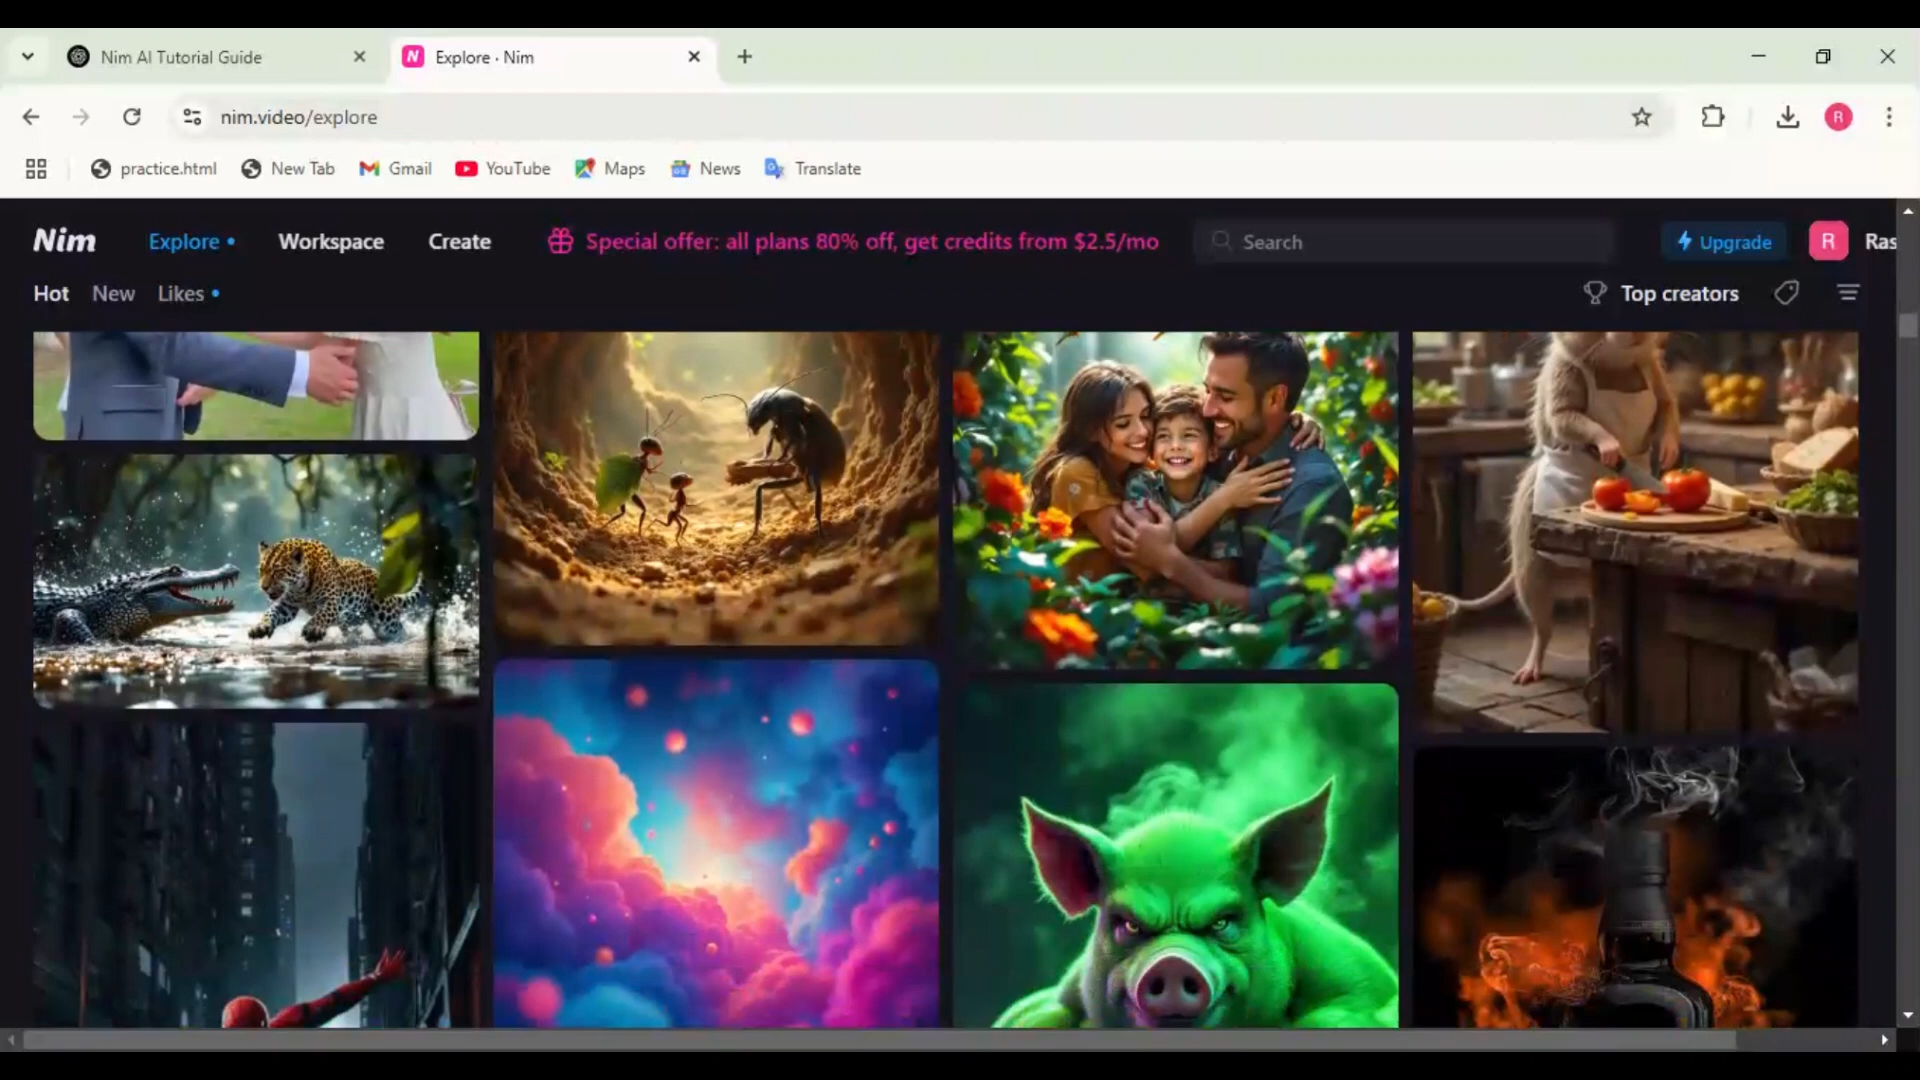 Nim AI Tutorial Guide
Explore · Nim
nim.video/explore
R
practice.html
New Tab
Gmail
YouTube
Maps
News
Translate
Nim
Explore
Workspace
Create
Special offer: all plans 80% off, get credits from $2.5/mo
Search
Upgrade
R
Ras
Hot
New
Likes
Top creators